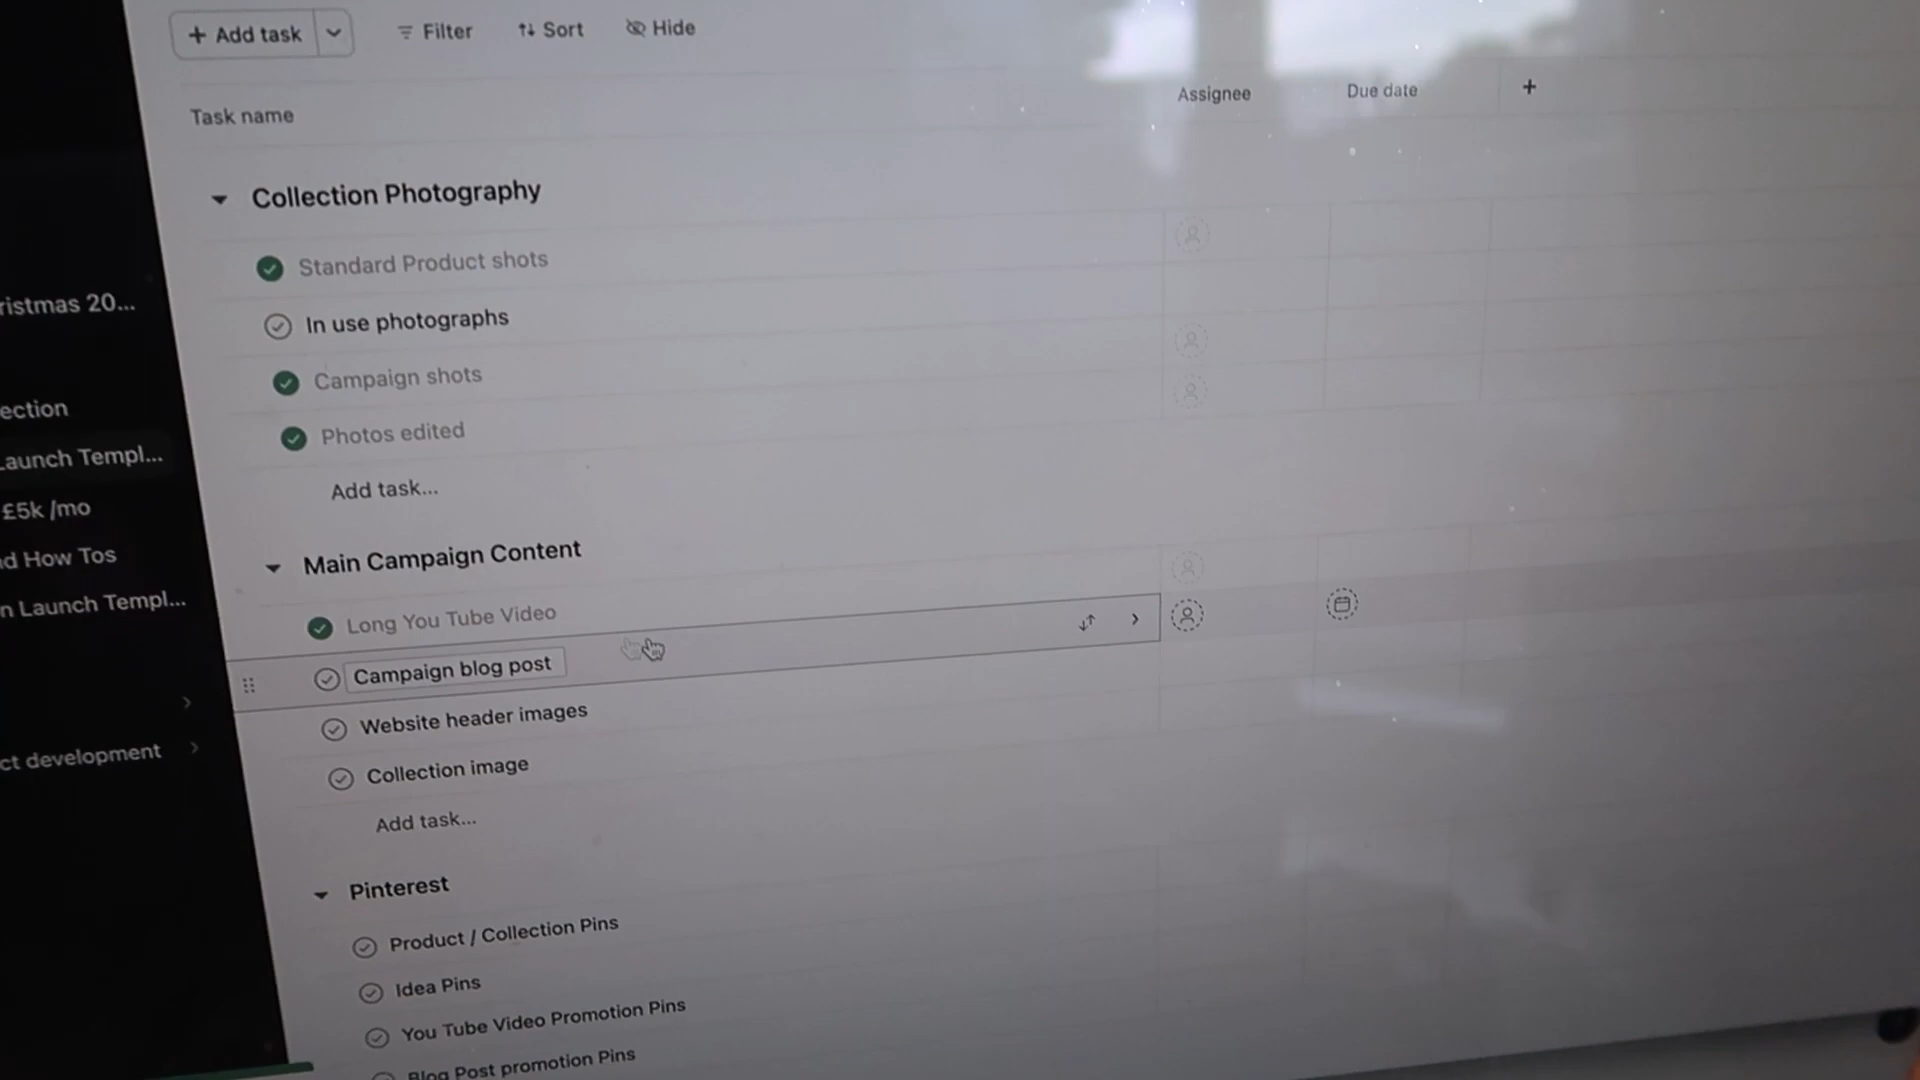 + Add task
Filter
Sort
Hide
Task name
Assignee
Due date
+
Collection Photography
Standard Product shots
In use photographs
Campaign shots
Photos edited
Add task...
Main Campaign Content
Long You Tube Video
Campaign blog post
Website header images
Collection image
Add task...
Pinterest
Product / Collection Pins
Idea Pins
You Tube Video Promotion Pins
Blog Post promotion Pins
ristmas 20...
ection
Launch Templ...
£5k /mo
d How Tos
n Launch Templ...
ct development